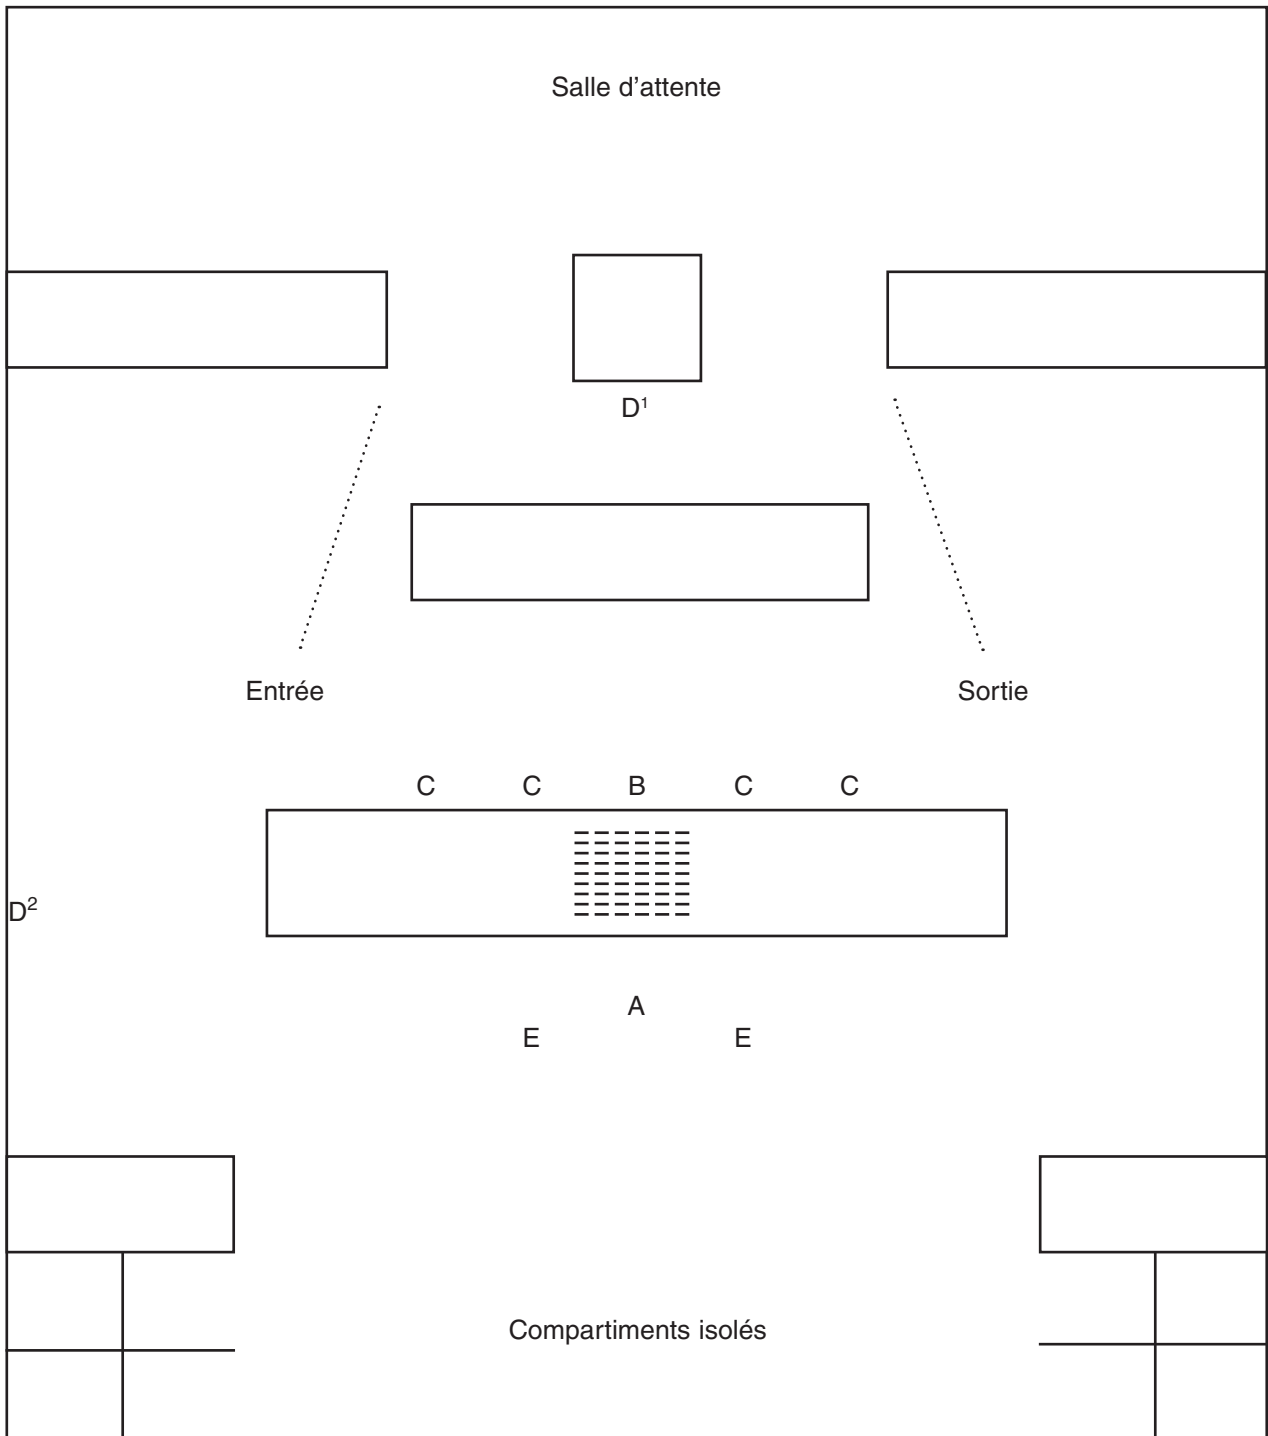 Salle d'attente
D¹
Entrée Sortie
C C B C C
D²
A
E E
Compartiments isolés